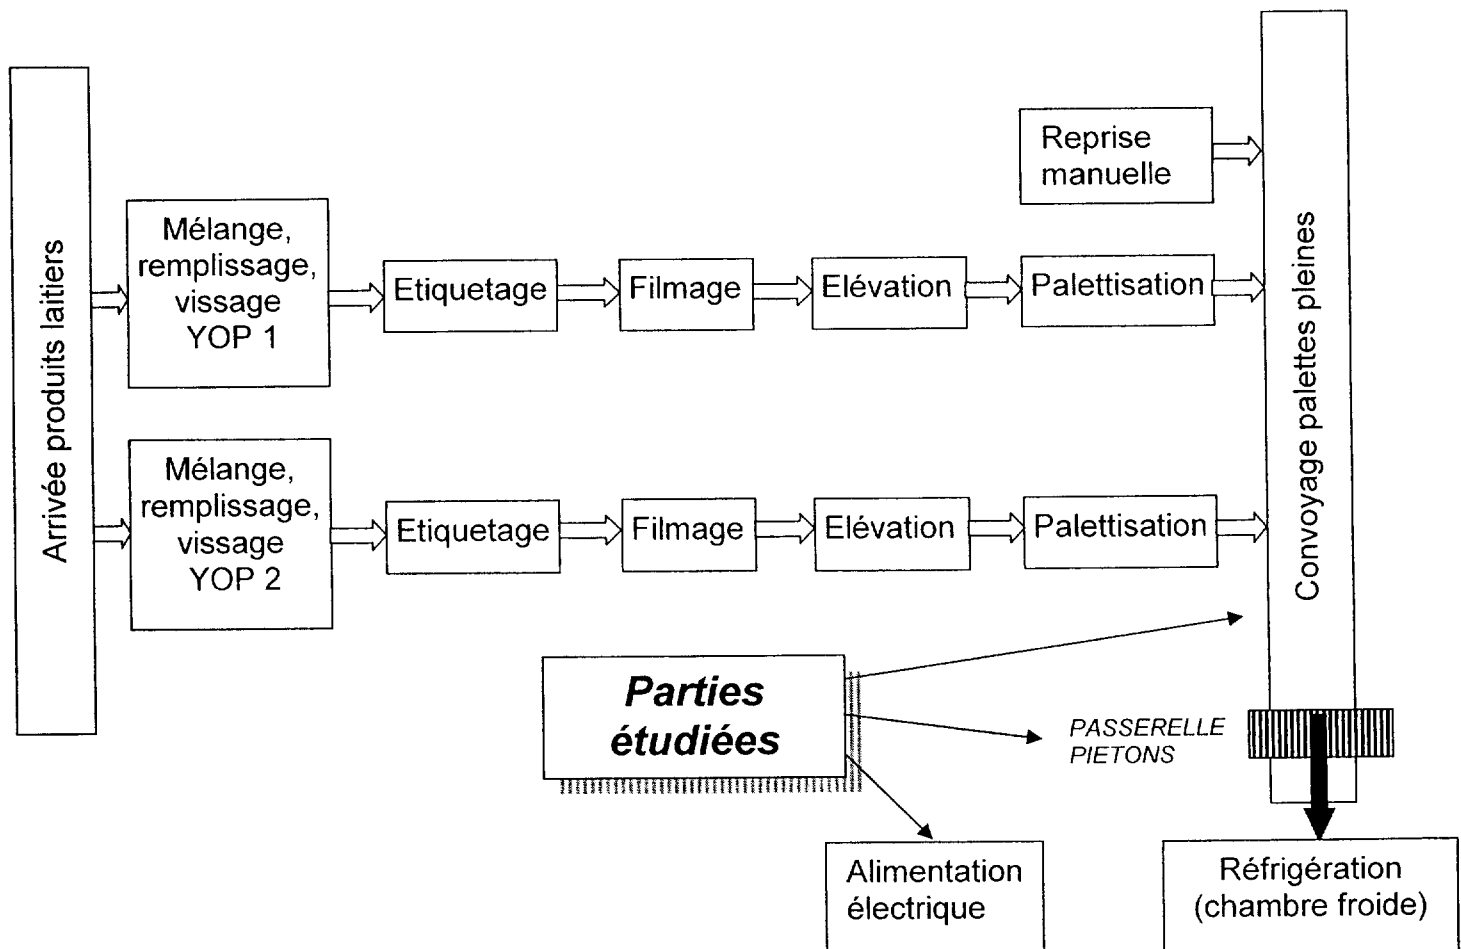 Arrivée produits laitiers
Mélange,
remplissage,
vissage
YOP 1
Etiquetage
Filmage
Elévation
Palettisation
Reprise
manuelle
Convoyage palettes pleines
Mélange,
remplissage,
vissage
YOP 2
Etiquetage
Filmage
Elévation
Palettisation
Parties
étudiées
PASSERELLE
PIETONS
Alimentation
électrique
Réfrigération
(chambre froide)